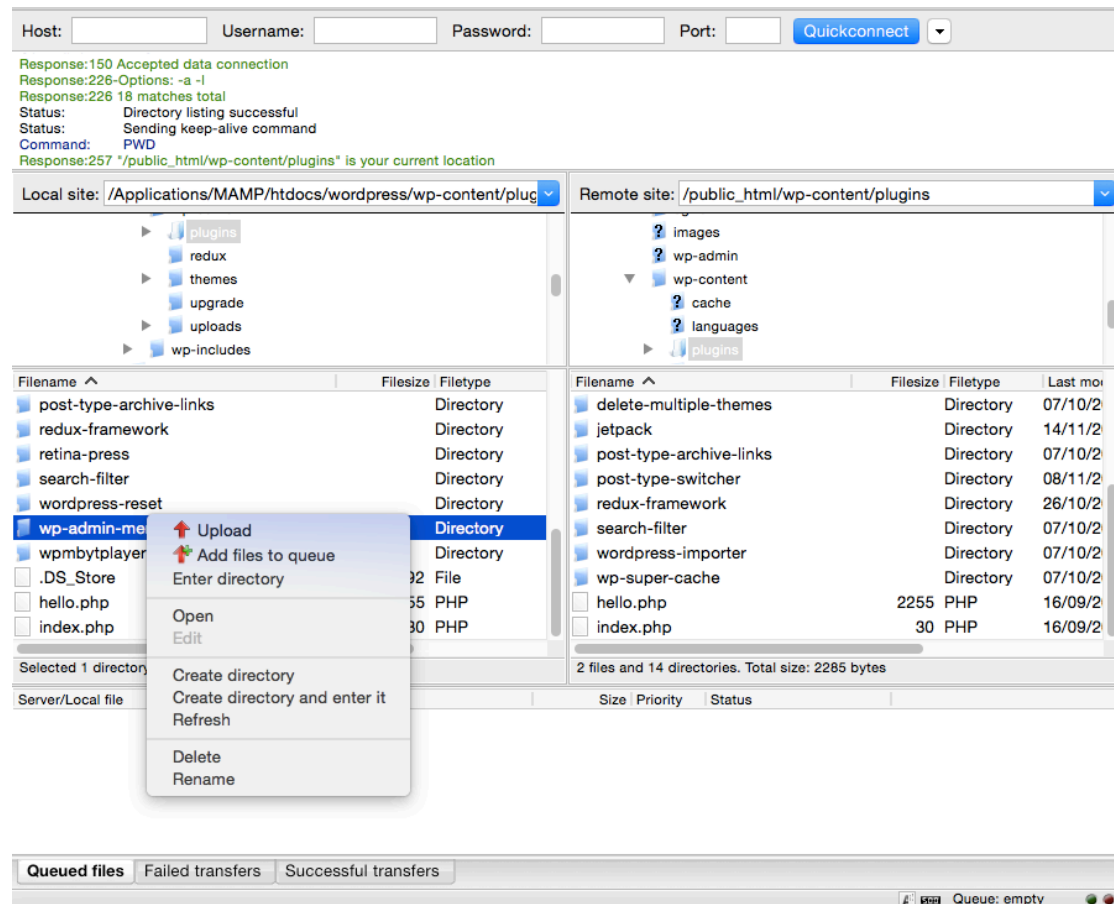 Host: Username: Password: Port: Quickconnect
Response:150 Accepted data connection
Response:226-Options: -a -l
Response:226 18 matches total
Status: Directory listing successful
Status: Sending keep-alive command
Command: PWD
Response:257 "/public_html/wp-content/plugins" is your current location
Local site: /Applications/MAMP/htdocs/wordpress/wp-content/plug
plugins
redux
themes
upgrade
uploads
wp-includes
Remote site: /public_html/wp-content/plugins
images
wp-admin
wp-content
cache
languages
plugins
Filename Filesize Filetype
post-type-archive-links Directory
redux-framework Directory
retina-press Directory
search-filter Directory
wordpress-reset Directory
wp-admin-me Directory
wpmbytplayer Directory
.DS_Store 92 File
hello.php 55 PHP
index.php 30 PHP
Selected 1 directory
Upload
Add files to queue
Enter directory
Open
Edit
Create directory
Create directory and enter it
Refresh
Delete
Rename
Filename Filesize Filetype Last mo
delete-multiple-themes Directory 07/10/2
jetpack Directory 14/11/2
post-type-archive-links Directory 07/10/2
post-type-switcher Directory 08/11/2
redux-framework Directory 26/10/2
search-filter Directory 07/10/2
wordpress-importer Directory 07/10/2
wp-super-cache Directory 07/10/2
hello.php 2255 PHP 16/09/2
index.php 30 PHP 16/09/2
2 files and 14 directories. Total size: 2285 bytes
Server/Local file Size Priority Status
Queued files Failed transfers Successful transfers
Queue: empty